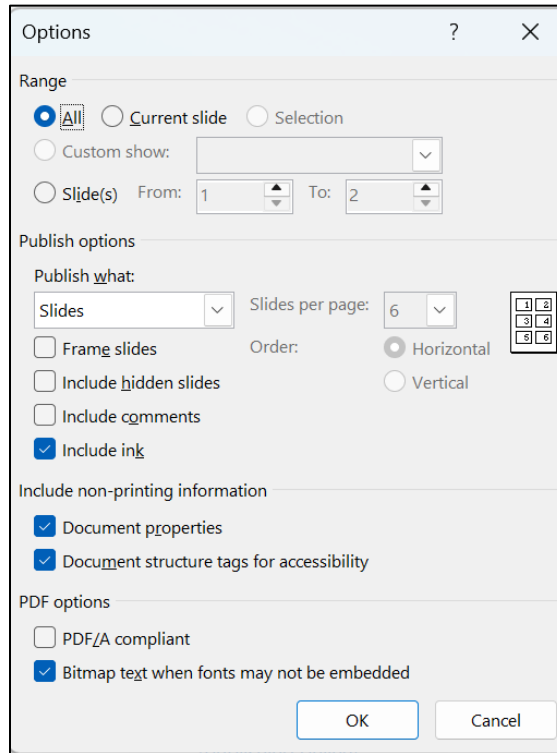 Options ?
Range
All Current slide Selection
Custom show:
Slide(s) From: 1 To: 2
Publish options
Publish what:
Slides Slides per page: 6
1 2
3 4
5 6
Frame slides Order: Horizontal
Include hidden slides Vertical
Include comments
Include ink
Include non-printing information
Document properties
Document structure tags for accessibility
PDF options
PDF/A compliant
Bitmap text when fonts may not be embedded
OK Cancel